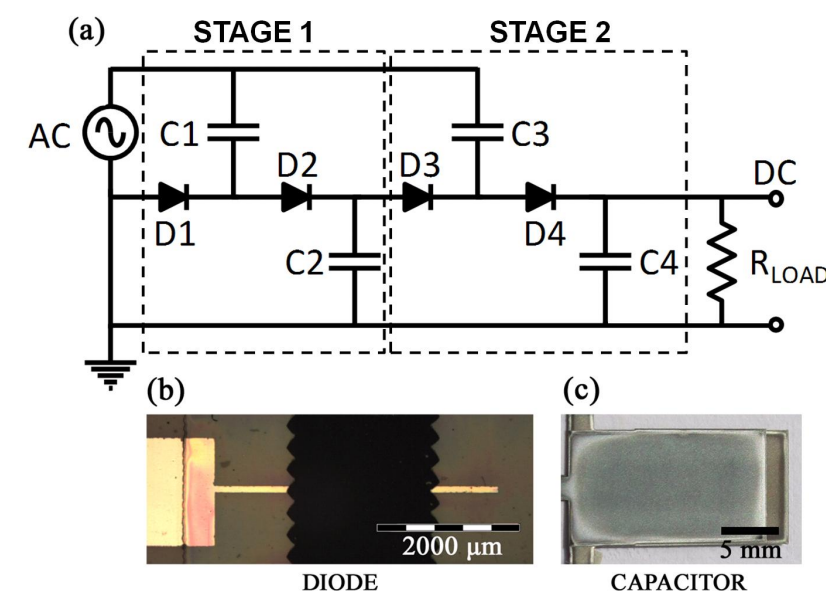 (a)
STAGE 1
STAGE 2
AC
C1
D2
D3
C3
DC
D1
C2
D4
C4
R_LOAD
(b)
(c)
2000 μm
5 mm
DIODE
CAPACITOR